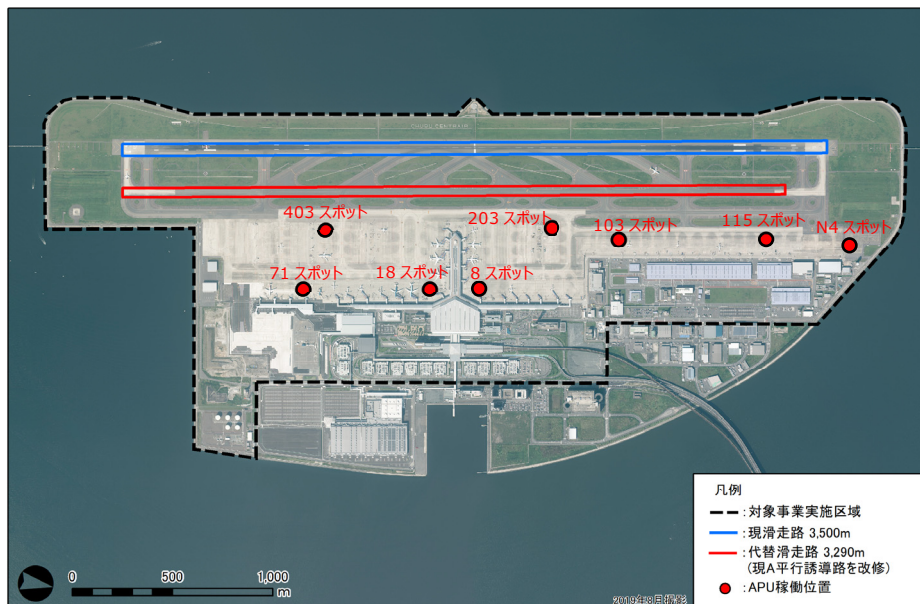 CHUBU CENTRAIR
403 スポット
203 スポット
103 スポット
115 スポット
N4 スポット
71 スポット
18 スポット
8 スポット
凡例
:対象事業実施区域
:現滑走路 3,500m
:代替滑走路 3,290m
(現A平行誘導路を改修)
:APU稼働位置
0 500 1,000
m
2019年8月撮影